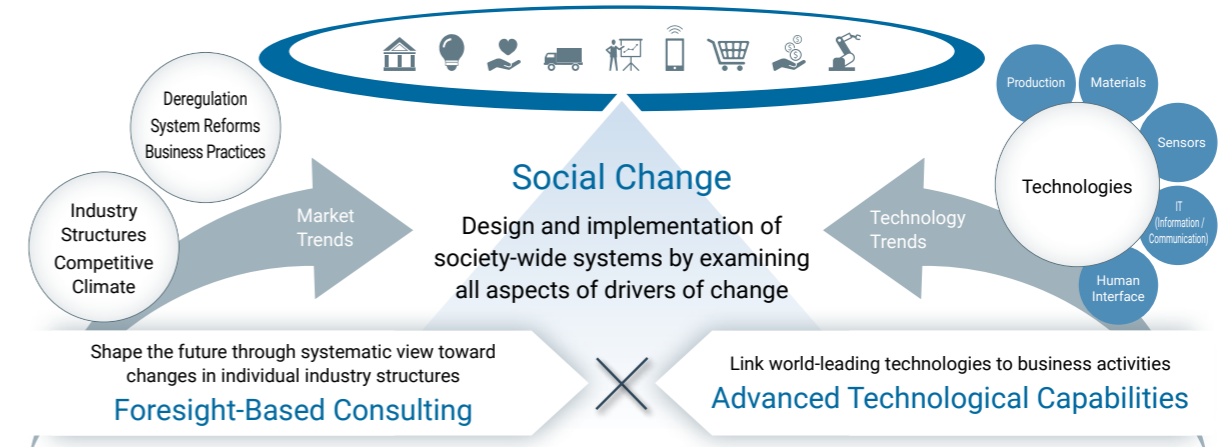 Deregulation
System Reforms
Business Practices
Industry
Structures
Competitive
Climate
Market
Trends
Social Change
Design and implementation of
society-wide systems by examining
all aspects of drivers of change
Technology
Trends
Technologies
Production
Materials
Sensors
IT
(Information /
Communication)
Human
Interface
Shape the future through systematic view toward
changes in individual industry structures
Foresight-Based Consulting
Link world-leading technologies to business activities
Advanced Technological Capabilities